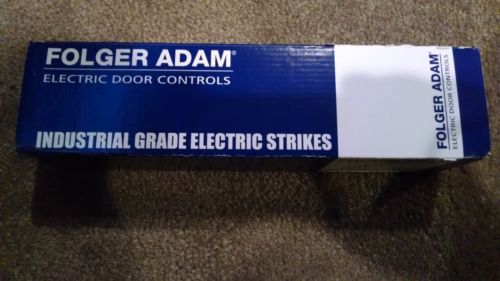 FOLGER ADAM®
ELECTRIC DOOR CONTROLS
INDUSTRIAL GRADE ELECTRIC STRIKES
FOLGER ADAM®
ELECTRIC DOOR CONTROLS